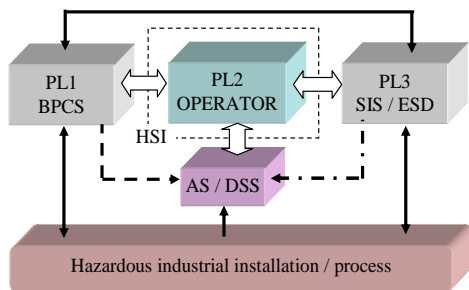 PL1
BPCS
PL2
OPERATOR
PL3
SIS / ESD
HSI
AS / DSS
Hazardous industrial installation / process